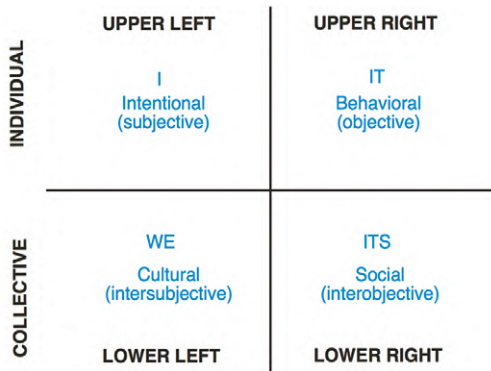 UPPER LEFT
UPPER RIGHT
INDIVIDUAL
I
Intentional
(subjective)
IT
Behavioral
(objective)
COLLECTIVE
WE
Cultural
(intersubjective)
ITS
Social
(interobjective)
LOWER LEFT
LOWER RIGHT